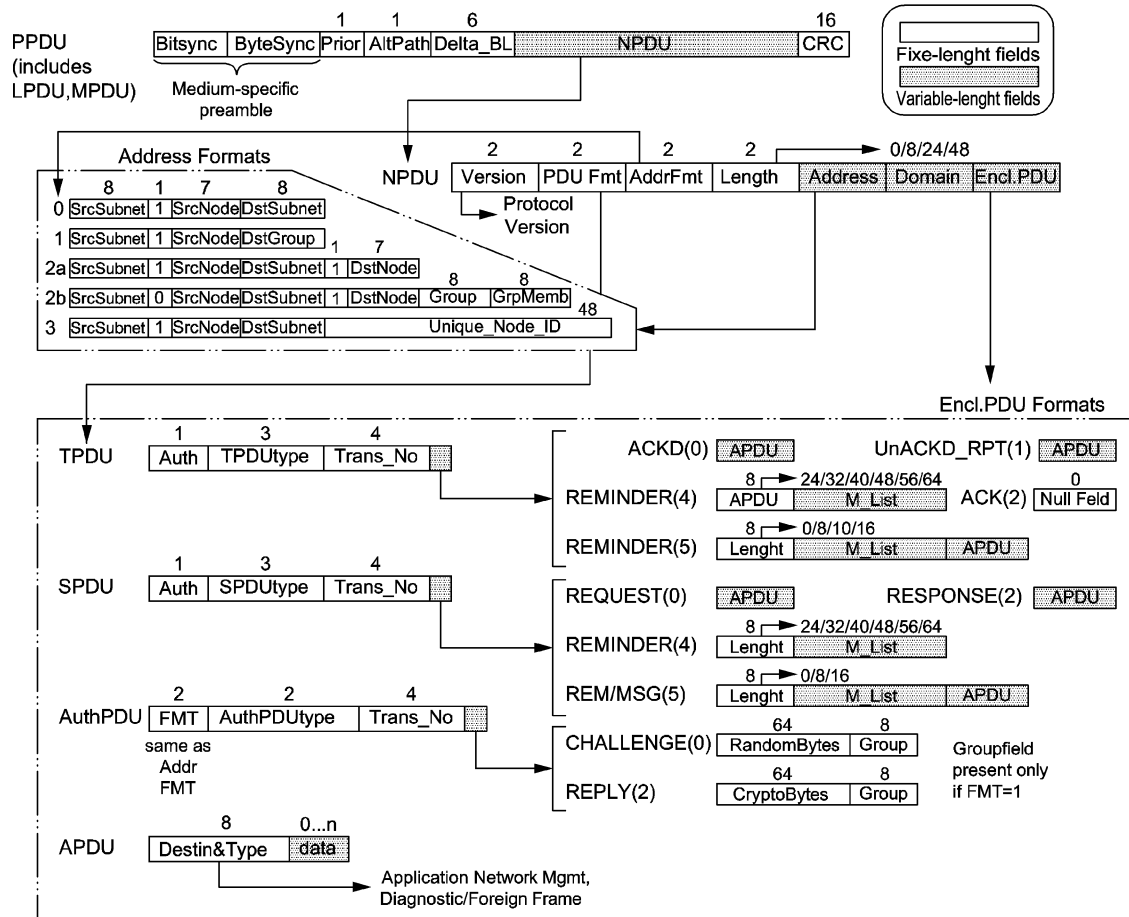 1 1 6 16
PPDU
(includes
LPDU,MPDU)
Bitsync ByteSync Prior AltPath Delta_BL NPDU CRC
Medium-specific
preamble
Fixe-lenght fields
Variable-lenght fields
Address Formats
2 2 2 2 0/8/24/48
NPDU Version PDU Fmt AddrFmt Length Address Domain Encl.PDU
Protocol
Version
8 1 7 8
0 SrcSubnet 1 SrcNode DstSubnet
1 SrcSubnet 1 SrcNode DstGroup
1 7
2a SrcSubnet 1 SrcNode DstSubnet 1 DstNode
8 8
2b SrcSubnet 0 SrcNode DstSubnet 1 DstNode Group GrpMemb
48
3 SrcSubnet 1 SrcNode DstSubnet Unique_Node_ID
Encl.PDU Formats
1 3 4
TPDU Auth TPDUtype Trans_No
ACKD(0) APDU UnACKD_RPT(1) APDU
8 24/32/40/48/56/64 0
REMINDER(4) APDU M_List ACK(2) Null Feld
8 0/8/10/16
REMINDER(5) Lenght M_List APDU
1 3 4
SPDU Auth SPDUtype Trans_No
REQUEST(0) APDU RESPONSE(2) APDU
8 24/32/40/48/56/64
REMINDER(4) Lenght M_List
8 0/8/16
REM/MSG(5) Lenght M_List APDU
2 2 4
AuthPDU FMT AuthPDUtype Trans_No
same as
Addr
FMT
64 8
CHALLENGE(0) RandomBytes Group
64 8
REPLY(2) CryptoBytes Group
Groupfield
present only
if FMT=1
8 0...n
APDU Destin&Type data
Application Network Mgmt,
Diagnostic/Foreign Frame